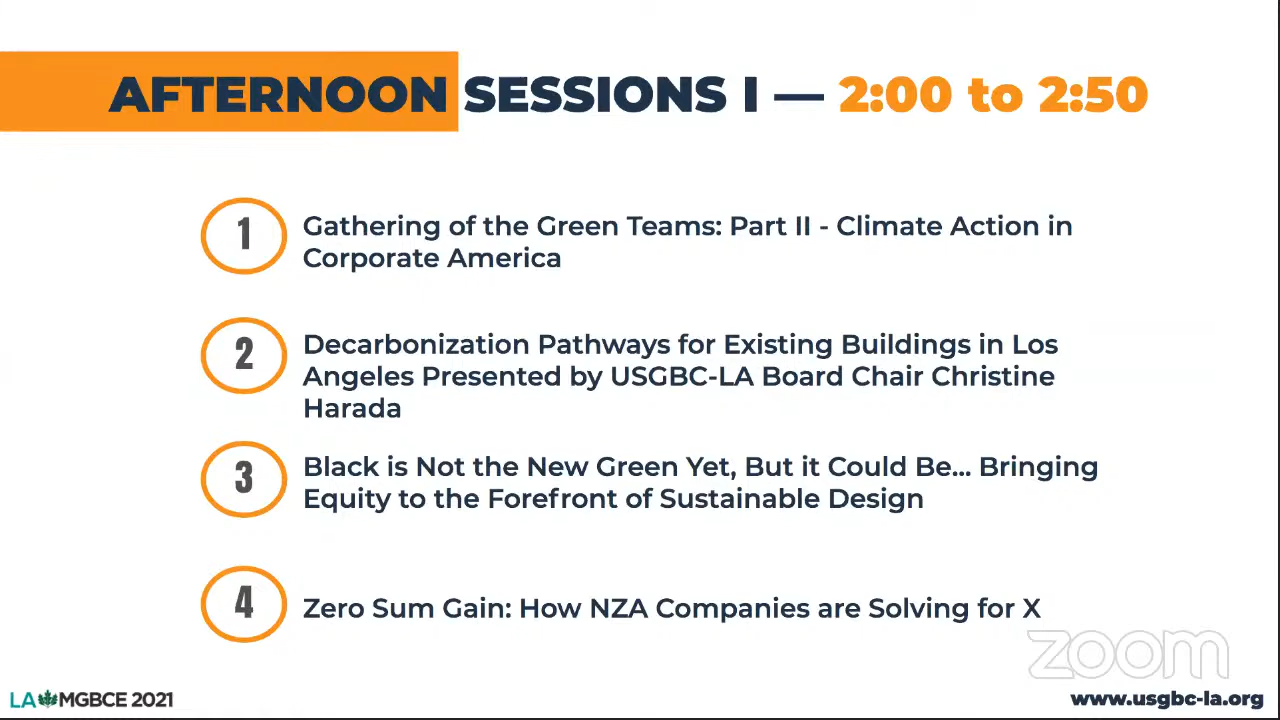 AFTERNOON SESSIONS I — 2:00 to 2:50
1
Gathering of the Green Teams: Part II - Climate Action in
Corporate America
2
Decarbonization Pathways for Existing Buildings in Los
Angeles Presented by USGBC-LA Board Chair Christine
Harada
3
Black is Not the New Green Yet, But it Could Be... Bringing
Equity to the Forefront of Sustainable Design
4
Zero Sum Gain: How NZA Companies are Solving for X
zoom
LA MGBCE 2021
www.usgbc-la.org